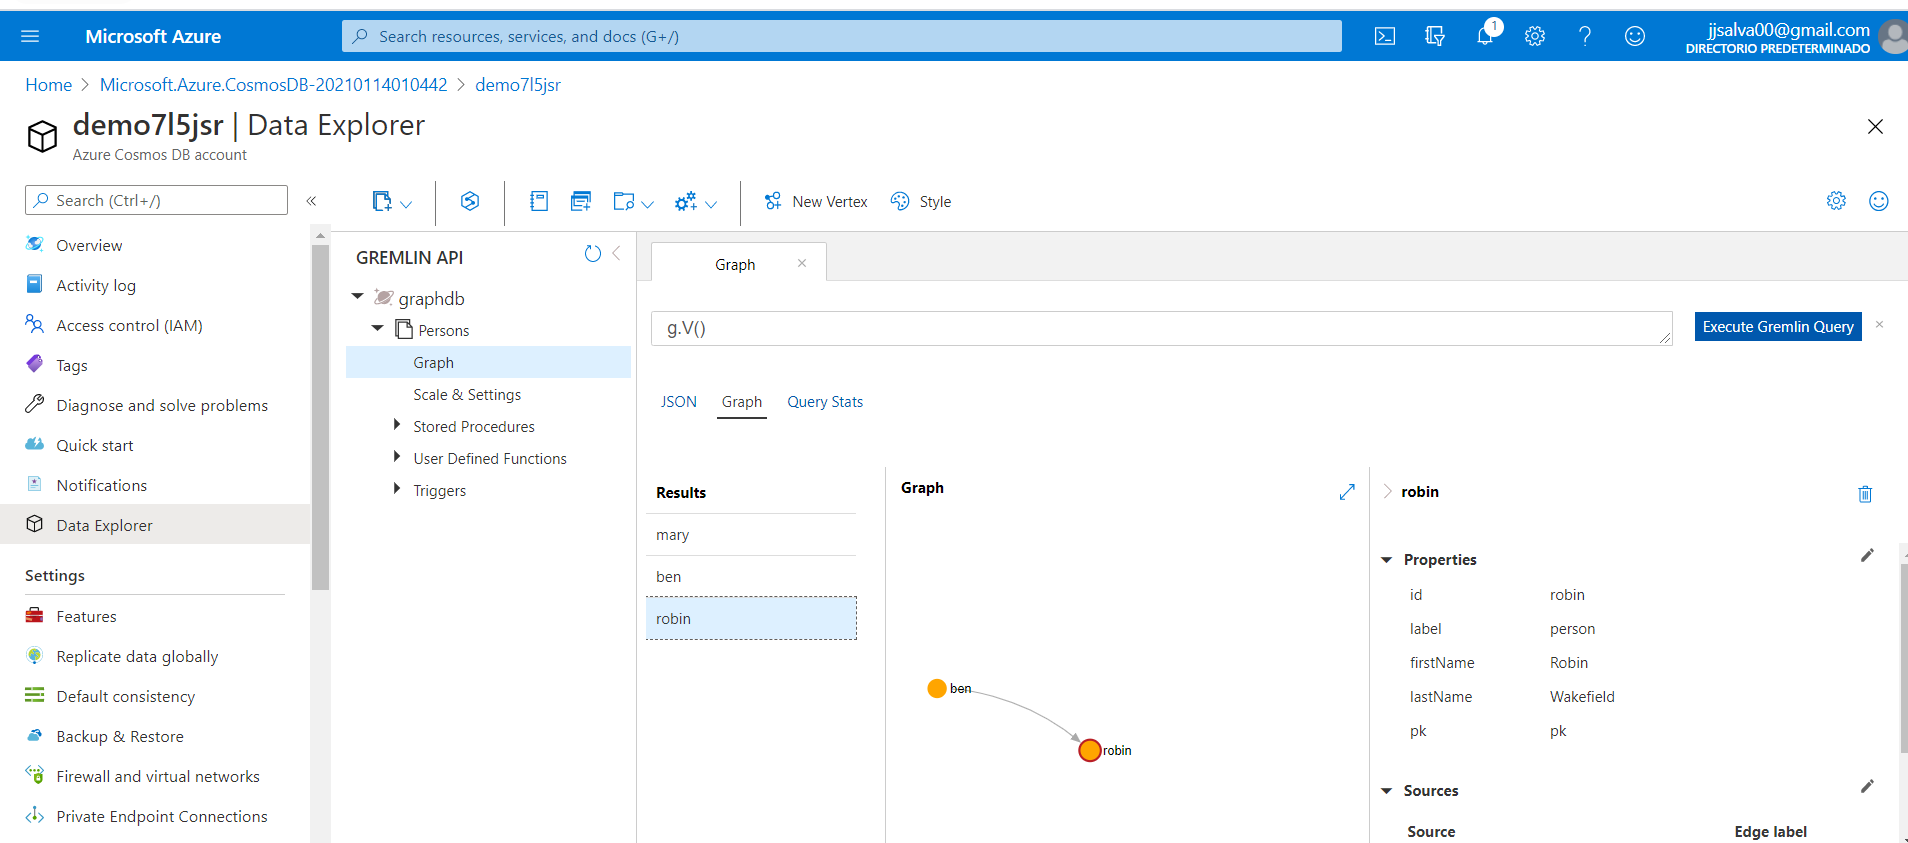 Microsoft Azure
Search resources, services, and docs (G+/)
1
jjsalva00@gmail.com
DIRECTORIO PREDETERMINADO
Home > Microsoft.Azure.CosmosDB-20210114010442 > demo7l5jsr
demo7l5jsr | Data Explorer
Azure Cosmos DB account
Search (Ctrl+/)
«
Overview
Activity log
Access control (IAM)
Tags
Diagnose and solve problems
Quick start
Notifications
Data Explorer
Settings
Features
Replicate data globally
Default consistency
Backup & Restore
Firewall and virtual networks
Private Endpoint Connections
New Vertex
Style
GREMLIN API
graphdb
Persons
Graph
Scale & Settings
Stored Procedures
User Defined Functions
Triggers
Graph
g.V()
Execute Gremlin Query
JSON Graph Query Stats
Results
mary
ben
robin
Graph
ben
robin
robin
Properties
id robin
label person
firstName Robin
lastName Wakefield
pk pk
Sources
Source Edge label